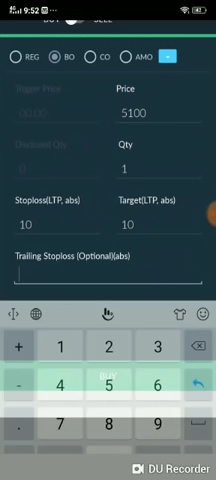 9:52
BUY SELL
REG BO CO AMO
Trigger Price Price
00.00 5100
Disclosed Qty Qty
0 1
Stoploss(LTP, abs) Target(LTP, abs)
10 10
Trailing Stoploss (Optional)(abs)
+ 1 2 3
- 4 5 6
BUY
. 7 8 9
DU Recorder